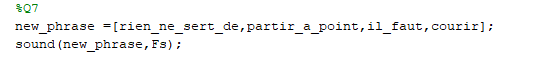 %Q7
new_phrase =[rien_ne_sert_de,partir_a_point,il_faut,courir];
sound(new_phrase,Fs);